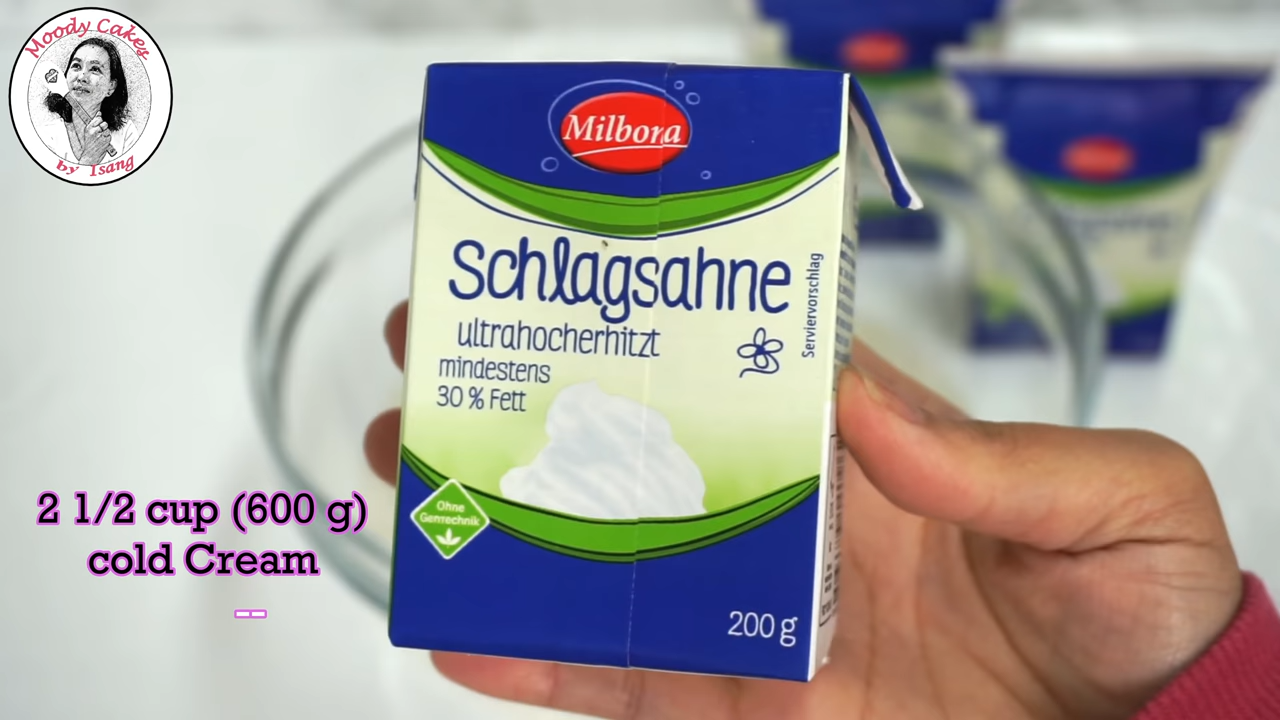 Moody Cakes
by Isang
Milbora
Schlagsahne
ultrahocherhitzt
mindestens
30 % Fett
Serviervorschlag
Ohne
GenTechnik
200 g
2 1/2 cup (600 g)
cold Cream